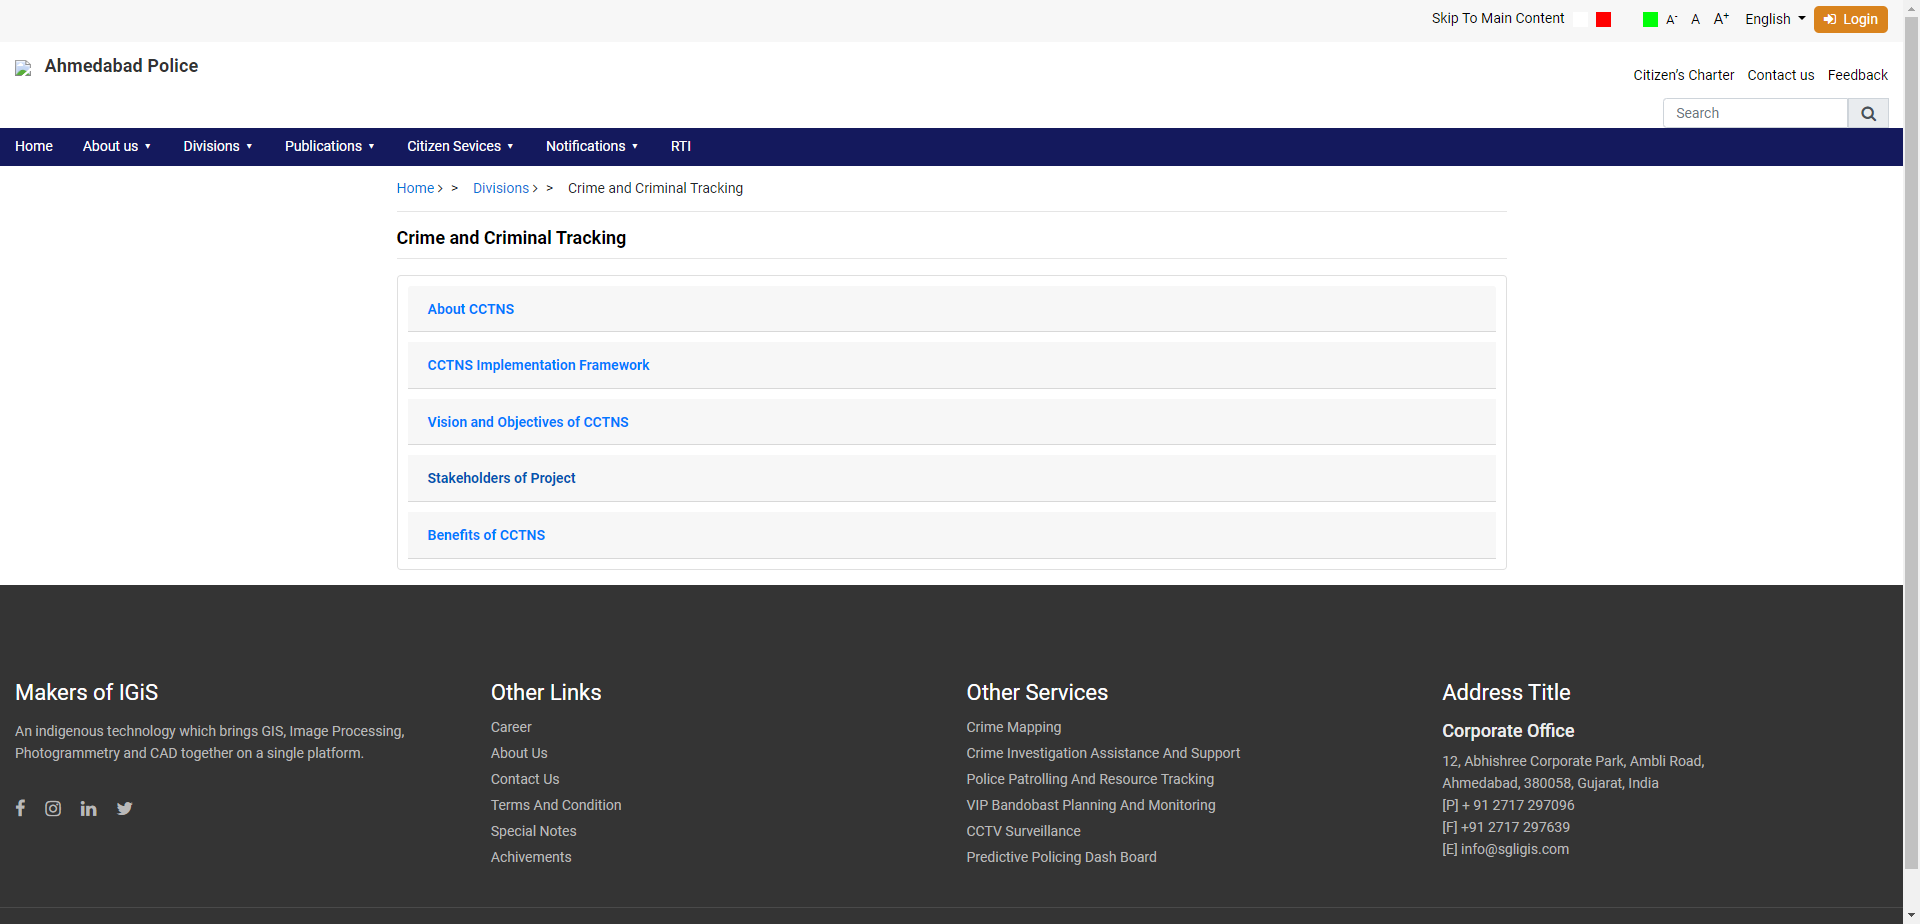 Skip To Main Content
A-
A
A+
English
Login
Ahmedabad Police
Citizen's Charter
Contact us
Feedback
Search
Home
About us
Divisions
Publications
Citizen Sevices
Notifications
RTI
Home > Divisions > Crime and Criminal Tracking
Crime and Criminal Tracking
About CCTNS
CCTNS Implementation Framework
Vision and Objectives of CCTNS
Stakeholders of Project
Benefits of CCTNS
Makers of IGiS
An indigenous technology which brings GIS, Image Processing,
Photogrammetry and CAD together on a single platform.
Other Links
Career
About Us
Contact Us
Terms And Condition
Special Notes
Achivements
Other Services
Crime Mapping
Crime Investigation Assistance And Support
Police Patrolling And Resource Tracking
VIP Bandobast Planning And Monitoring
CCTV Surveillance
Predictive Policing Dash Board
Address Title
Corporate Office
12, Abhishree Corporate Park, Ambli Road,
Ahmedabad, 380058, Gujarat, India
[P] + 91 2717 297096
[F] +91 2717 297639
[E] info@sgligis.com